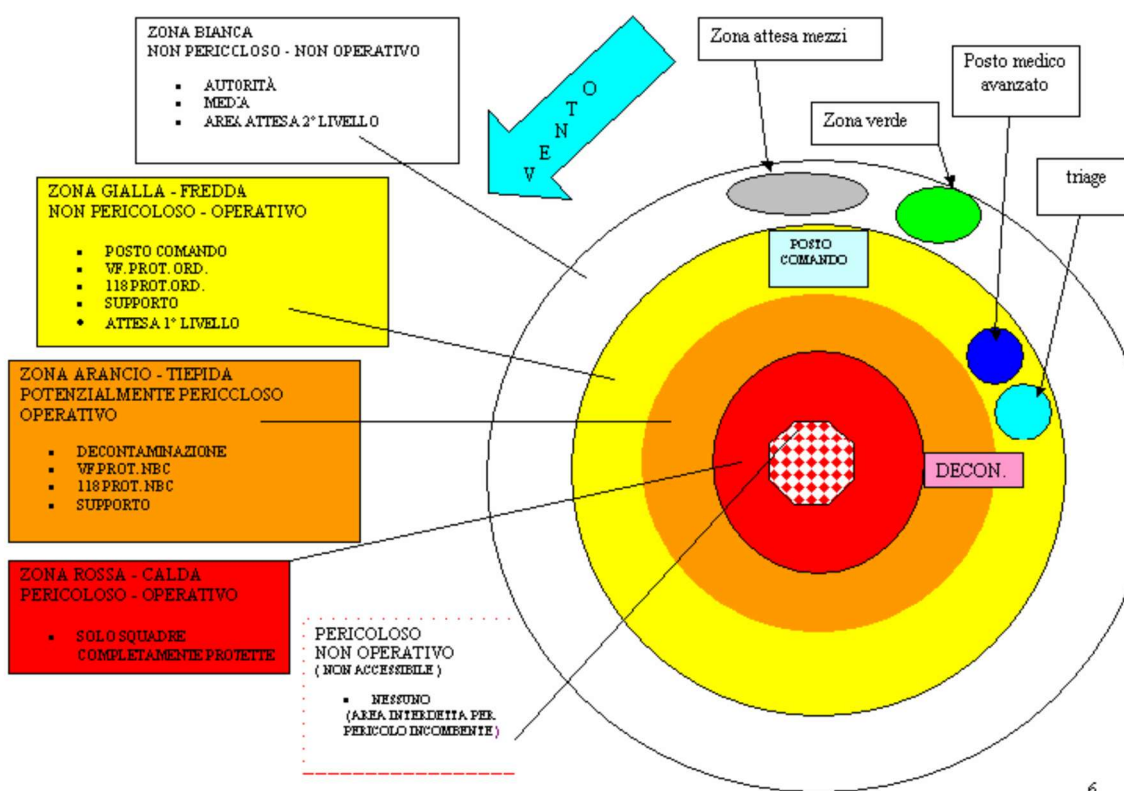 ZONA BIANCA
NON PERICCLOSO - NON OPERATIVO
▪ AUTORITÀ
▪ MEDIA
▪ AREA ATTESA 2° LIVELLO
VENTO
Zona attesa mezzi
Posto medico
avanzato
Zona verde
triage
ZONA GIALLA - FREDDA
NON PERICOLOSO - OPERATIVO
▪ POSTO COMANDO
▪ VF. PROT. ORD.
▪ 118 PROT.ORD.
▪ SUPPORTO
• ATTESA 1° LIVELLO
POSTO
COMANDO
ZONA ARANCIO - TIEPIDA
POTENZIALMENTE PERICCLOSO
OPERATIVO
▪ DECONTAMINAZIONE
▪ VF.PROT.NBC
▪ 118 PROT.NBC
▪ SUPPORTO
DECON.
ZONA ROSSA - CALDA
PERICOLOSO - OPERATIVO
▪ SOLO SQUADRE
COMPLETAMENTE PROTETTE
PERICOLOSO
NON OPERATIVO
( NON ACCESSIBILE )
▪ NESSUNO
(AREA INTERDETTA PER
PERICOLO INCOMBENTE)
6